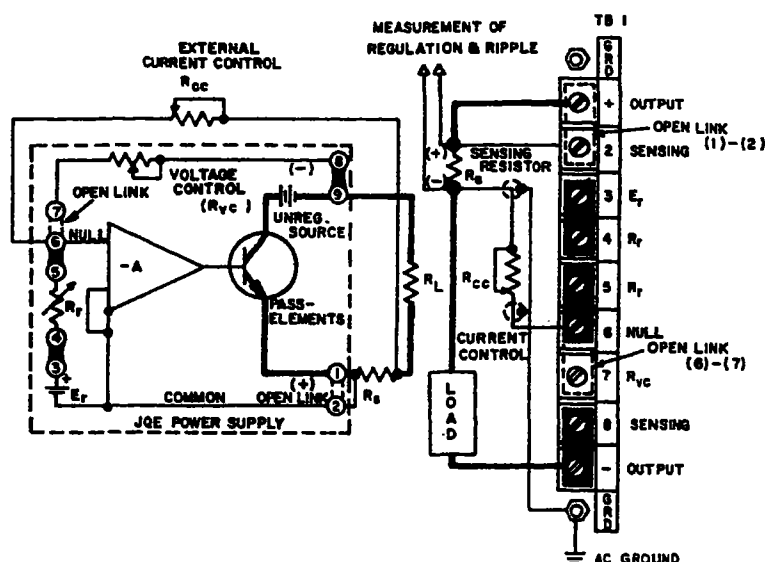 MEASUREMENT OF
REGULATION & RIPPLE
TB 1
EXTERNAL
CURRENT CONTROL
RCC
GRD
+ OUTPUT
OPEN LINK
(1)-(2)
2 SENSING
(+)
SENSING
RESISTOR
RS
(-)
3 Er
4 Rr
5 Rr
6 NULL
OPEN LINK
(6)-(7)
7 RVC
8 SENSING
- OUTPUT
GRD
AC GROUND
RCC
CURRENT
CONTROL
LOAD
VOLTAGE
CONTROL
(RVC)
(-)
8
9
OPEN LINK
7
6 NULL
5
Rr
4
3
+
Er
-A
UNREG.
SOURCE
PASS-
ELEMENTS
RL
(+)
1
RS
COMMON
OPEN LINK
2
JQE POWER SUPPLY